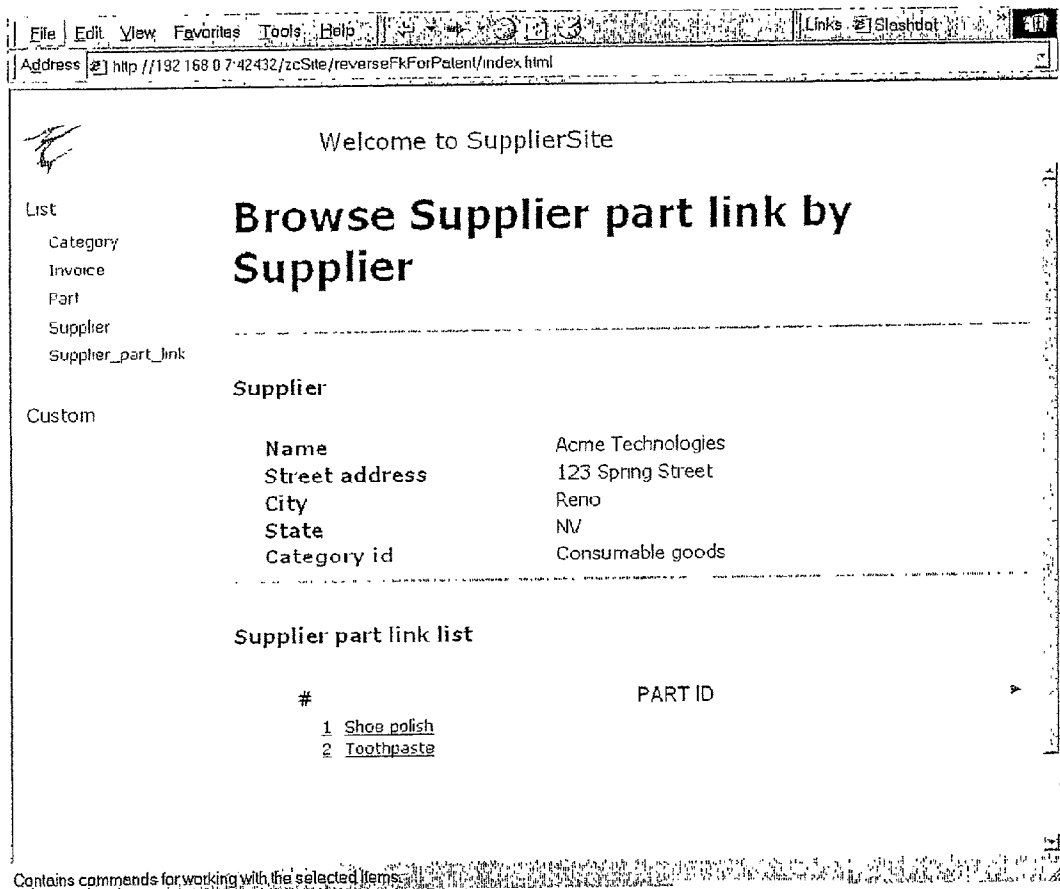 File Edit View Favorites Tools Help Links Slashdot »
Address http //192 168 0 7:42432/zcSite/reverseFkForPatent/index html
Welcome to SupplierSite
List
Category
Invoice
Part
Supplier
Supplier_part_link
Custom
Browse Supplier part link by
Supplier
Supplier
Name Acme Technologies
Street address 123 Spring Street
City Reno
State NV
Category id Consumable goods
Supplier part link list
# PART ID
1 Shoe polish
2 Toothpaste
Contains commands for working with the selected items.